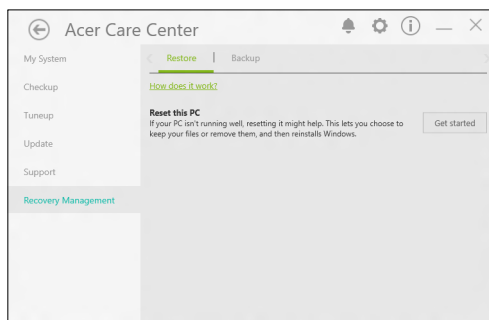 Acer Care Center
My System
Checkup
Tuneup
Update
Support
Recovery Management
Restore
Backup
How does it work?
Reset this PC
If your PC isn't running well, resetting it might help. This lets you choose to
keep your files or remove them, and then reinstalls Windows.
Get started